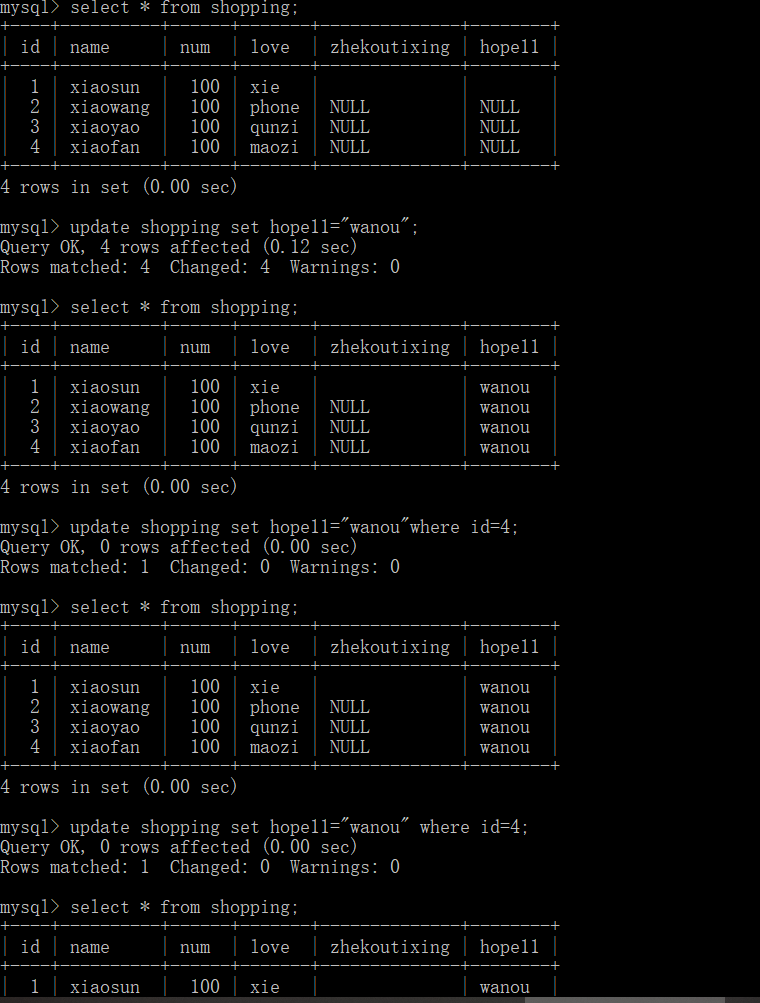 mysql> select * from shopping;
+----+----------+------+-------+--------------+--------+
| id | name     | num  | love  | zhekoutixing | hopell |
+----+----------+------+-------+--------------+--------+
|  1 | xiaosun  |  100 | xie   |              |        |
|  2 | xiaowang |  100 | phone | NULL         | NULL   |
|  3 | xiaoyao  |  100 | qunzi | NULL         | NULL   |
|  4 | xiaofan  |  100 | maozi | NULL         | NULL   |
+----+----------+------+-------+--------------+--------+
4 rows in set (0.00 sec)
mysql> update shopping set hopell="wanou";
Query OK, 4 rows affected (0.12 sec)
Rows matched: 4  Changed: 4  Warnings: 0
mysql> select * from shopping;
+----+----------+------+-------+--------------+--------+
| id | name     | num  | love  | zhekoutixing | hopell |
+----+----------+------+-------+--------------+--------+
|  1 | xiaosun  |  100 | xie   |              | wanou  |
|  2 | xiaowang |  100 | phone | NULL         | wanou  |
|  3 | xiaoyao  |  100 | qunzi | NULL         | wanou  |
|  4 | xiaofan  |  100 | maozi | NULL         | wanou  |
+----+----------+------+-------+--------------+--------+
4 rows in set (0.00 sec)
mysql> update shopping set hopell="wanou"where id=4;
Query OK, 0 rows affected (0.00 sec)
Rows matched: 1  Changed: 0  Warnings: 0
mysql> select * from shopping;
+----+----------+------+-------+--------------+--------+
| id | name     | num  | love  | zhekoutixing | hopell |
+----+----------+------+-------+--------------+--------+
|  1 | xiaosun  |  100 | xie   |              | wanou  |
|  2 | xiaowang |  100 | phone | NULL         | wanou  |
|  3 | xiaoyao  |  100 | qunzi | NULL         | wanou  |
|  4 | xiaofan  |  100 | maozi | NULL         | wanou  |
+----+----------+------+-------+--------------+--------+
4 rows in set (0.00 sec)
mysql> update shopping set hopell="wanou" where id=4;
Query OK, 0 rows affected (0.00 sec)
Rows matched: 1  Changed: 0  Warnings: 0
mysql> select * from shopping;
+----+----------+------+-------+--------------+--------+
| id | name     | num  | love  | zhekoutixing | hopell |
+----+----------+------+-------+--------------+--------+
|  1 | xiaosun  |  100 | xie   |              | wanou  |